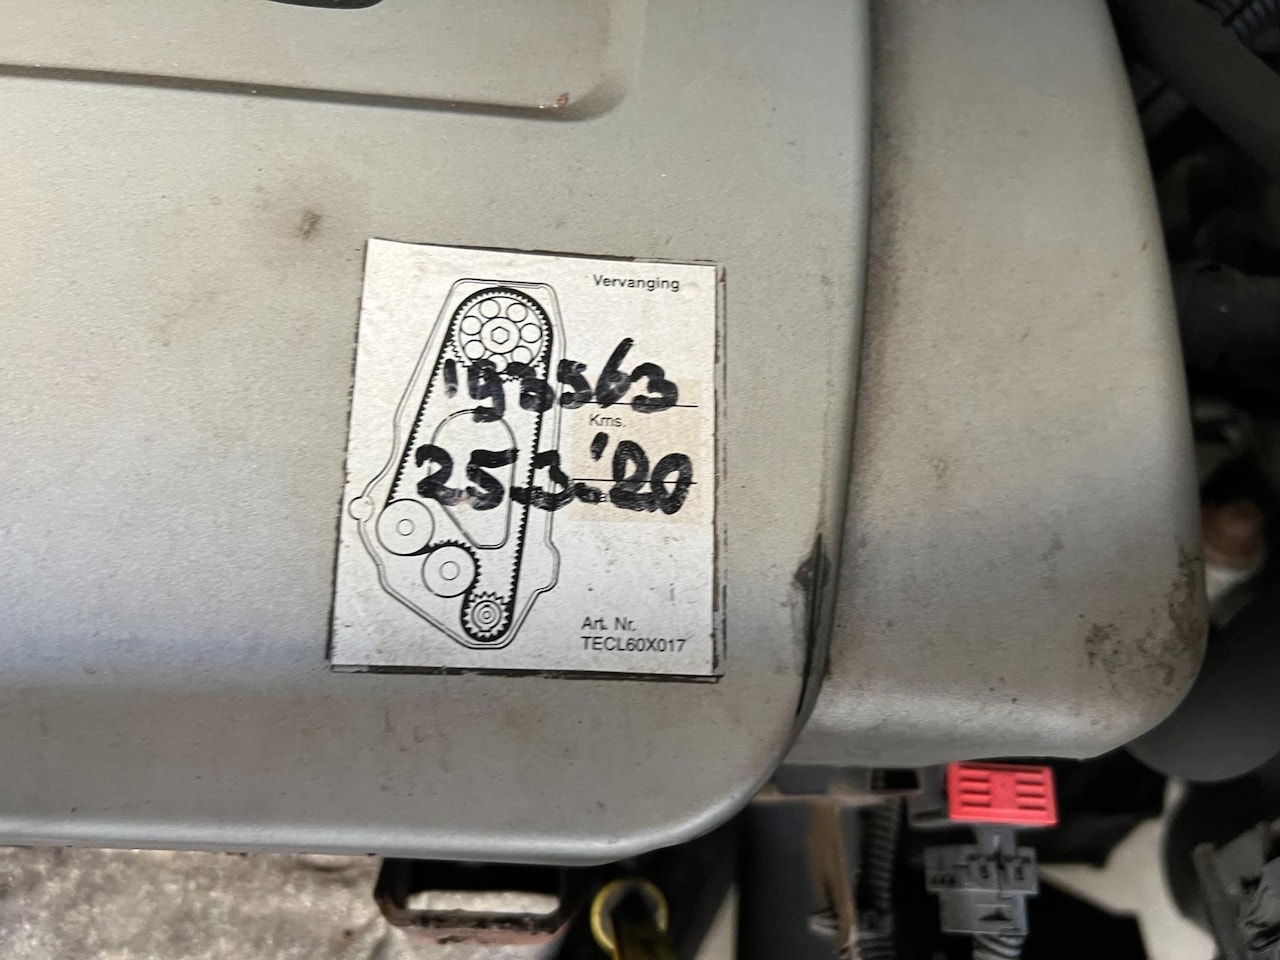 Vervanging
193563
Kms.
25.3.'20
Art. Nr.
TECL60X017